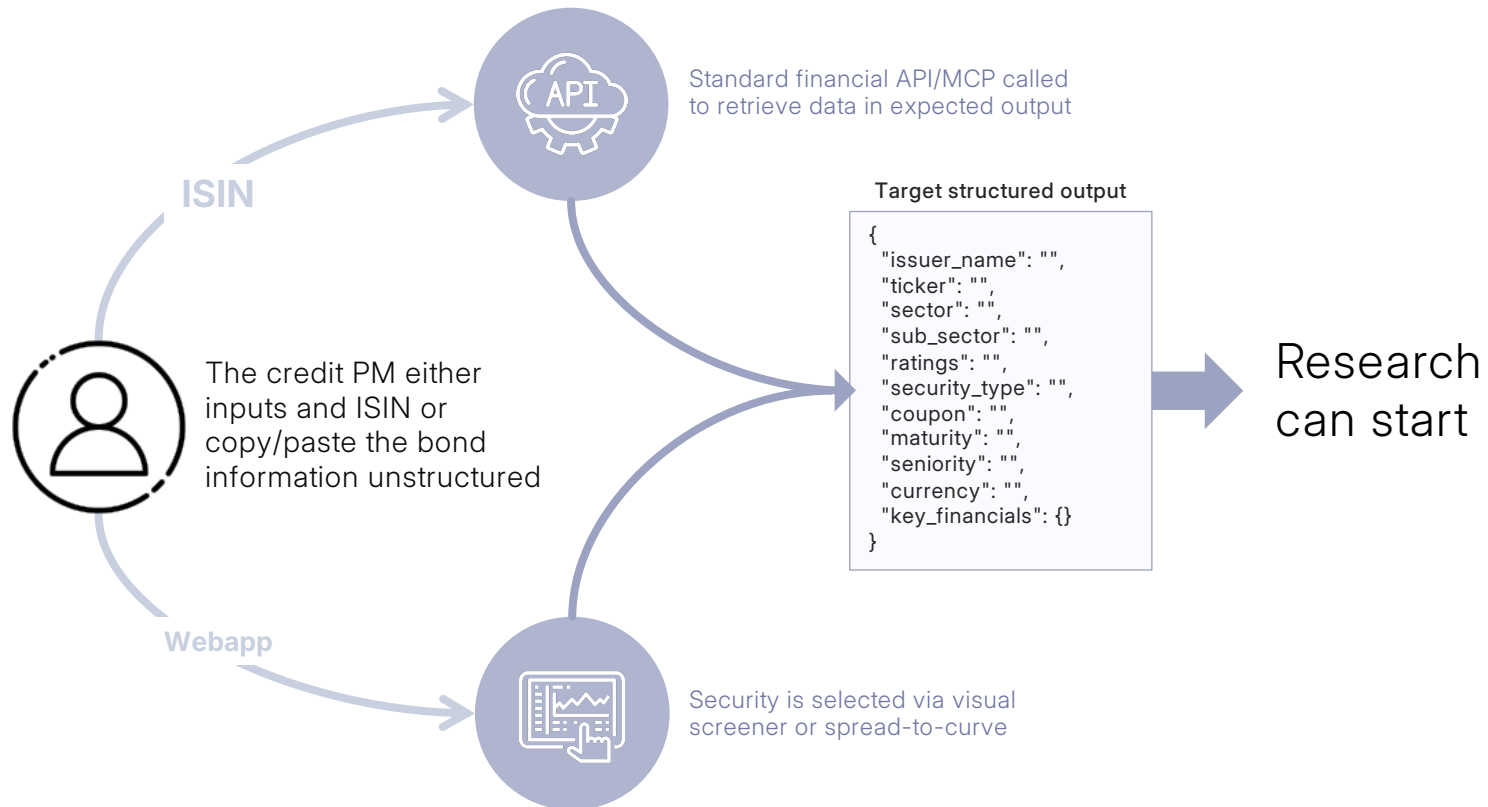 API
Standard financial API/MCP called
to retrieve data in expected output
ISIN
Target structured output
{
"issuer_name": "",
"ticker": "",
"sector": "",
"sub_sector": "",
"ratings": "",
"security_type": "",
"coupon": "",
"maturity": "",
"seniority": "",
"currency": "",
"key_financials": {}
}
The credit PM either
inputs and ISIN or
copy/paste the bond
information unstructured
Research
can start
Webapp
Security is selected via visual
screener or spread-to-curve